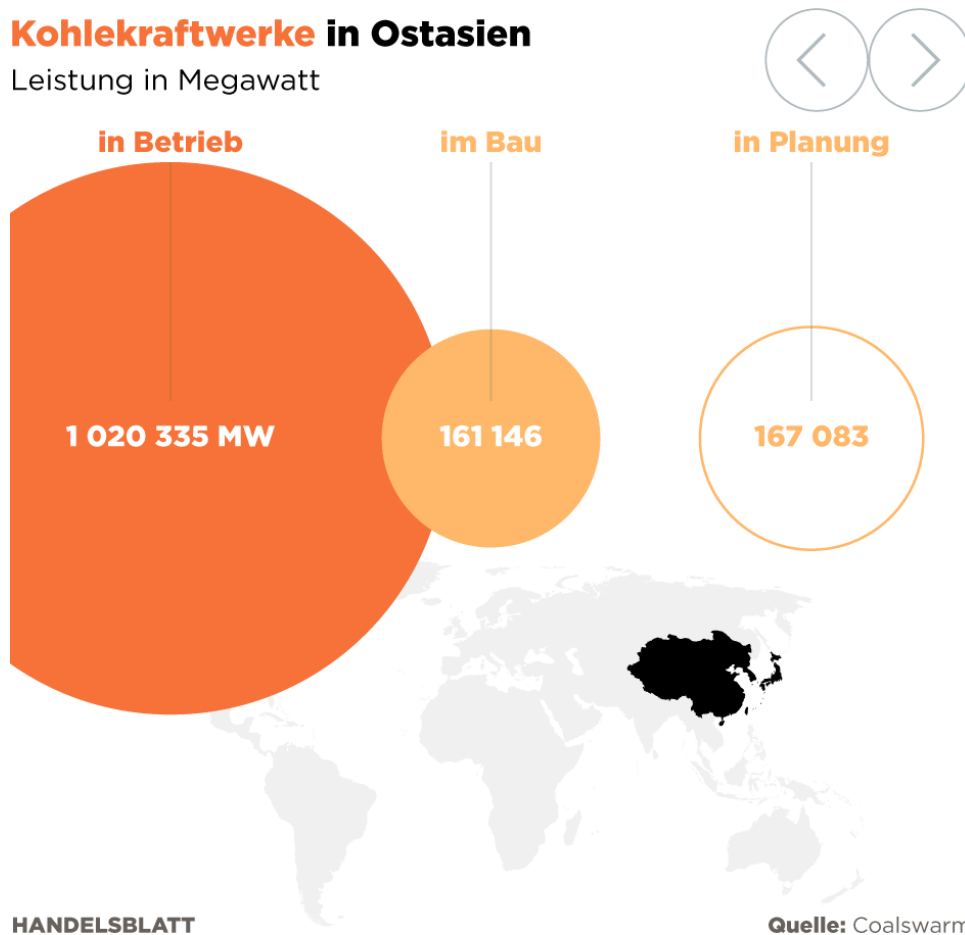 Kohlekraftwerke in Ostasien
Leistung in Megawatt
in Betrieb
im Bau
in Planung
1 020 335 MW
161 146
167 083
HANDELSBLATT
Quelle: Coalswarm